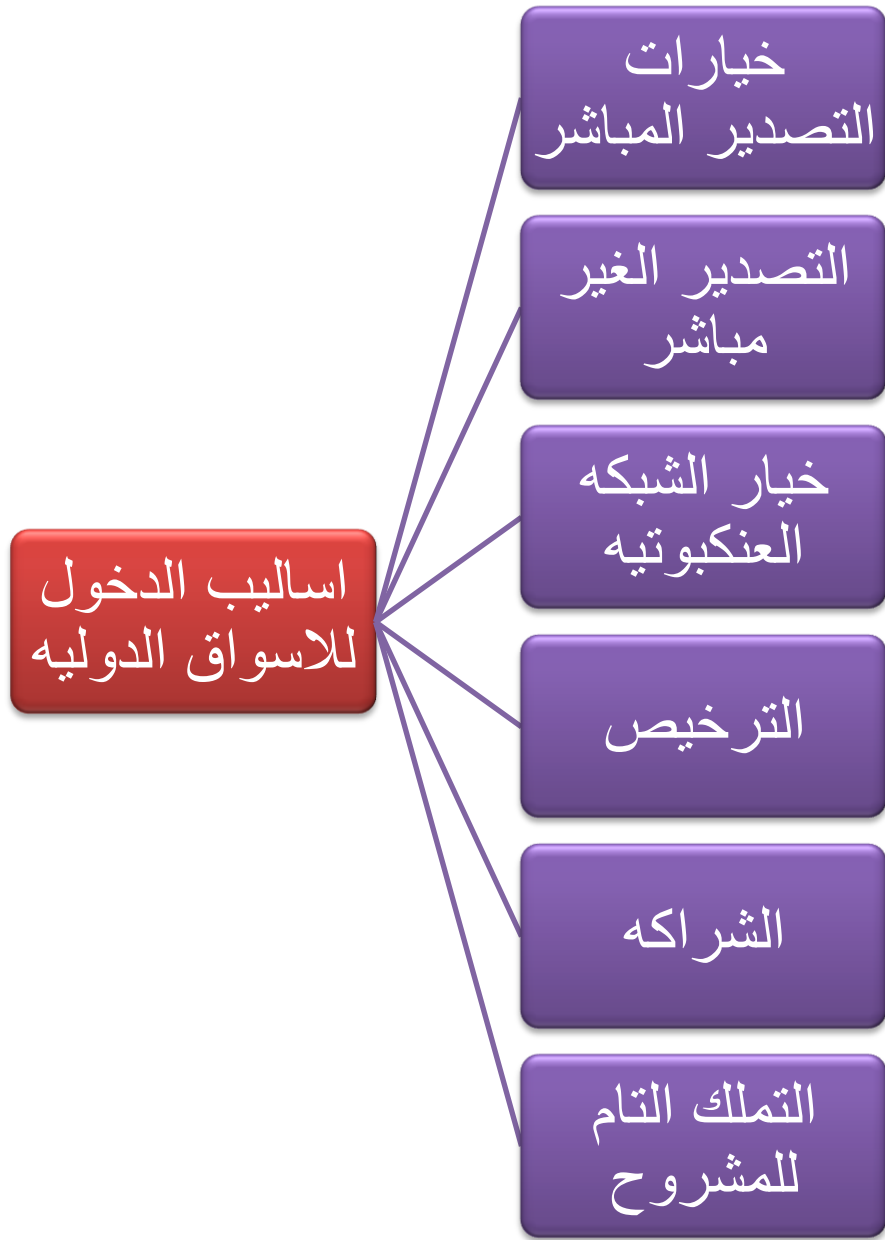 خيارات
التصدير المباشر
التصدير الغير
مباشر
خيار الشبكه
العنكبوتيه
اساليب الدخول
للاسواق الدوليه
الترخيص
الشراكه
التملك التام
للمشروح